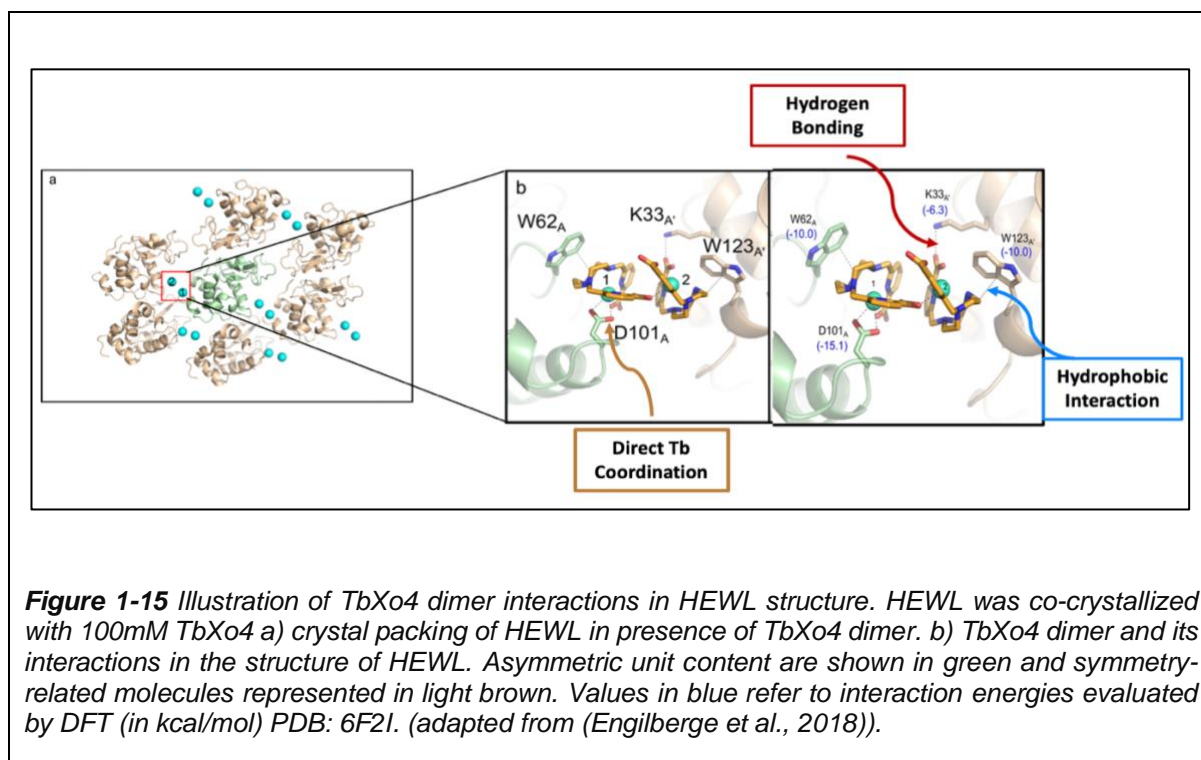 Hydrogen
Bonding
a
b
W62A
K33A'
W123A'
1
2
D101A
W62A
(-10.0)
K33A'
(-6.3)
W123A'
(-10.0)
1
D101A
(-15.1)
Hydrophobic
Interaction
Direct Tb
Coordination
Figure 1-15 Illustration of TbXo4 dimer interactions in HEWL structure. HEWL was co-crystallized
with 100mM TbXo4 a) crystal packing of HEWL in presence of TbXo4 dimer. b) TbXo4 dimer and its
interactions in the structure of HEWL. Asymmetric unit content are shown in green and symmetry-
related molecules represented in light brown. Values in blue refer to interaction energies evaluated
by DFT (in kcal/mol) PDB: 6F2I. (adapted from (Engilberge et al., 2018)).